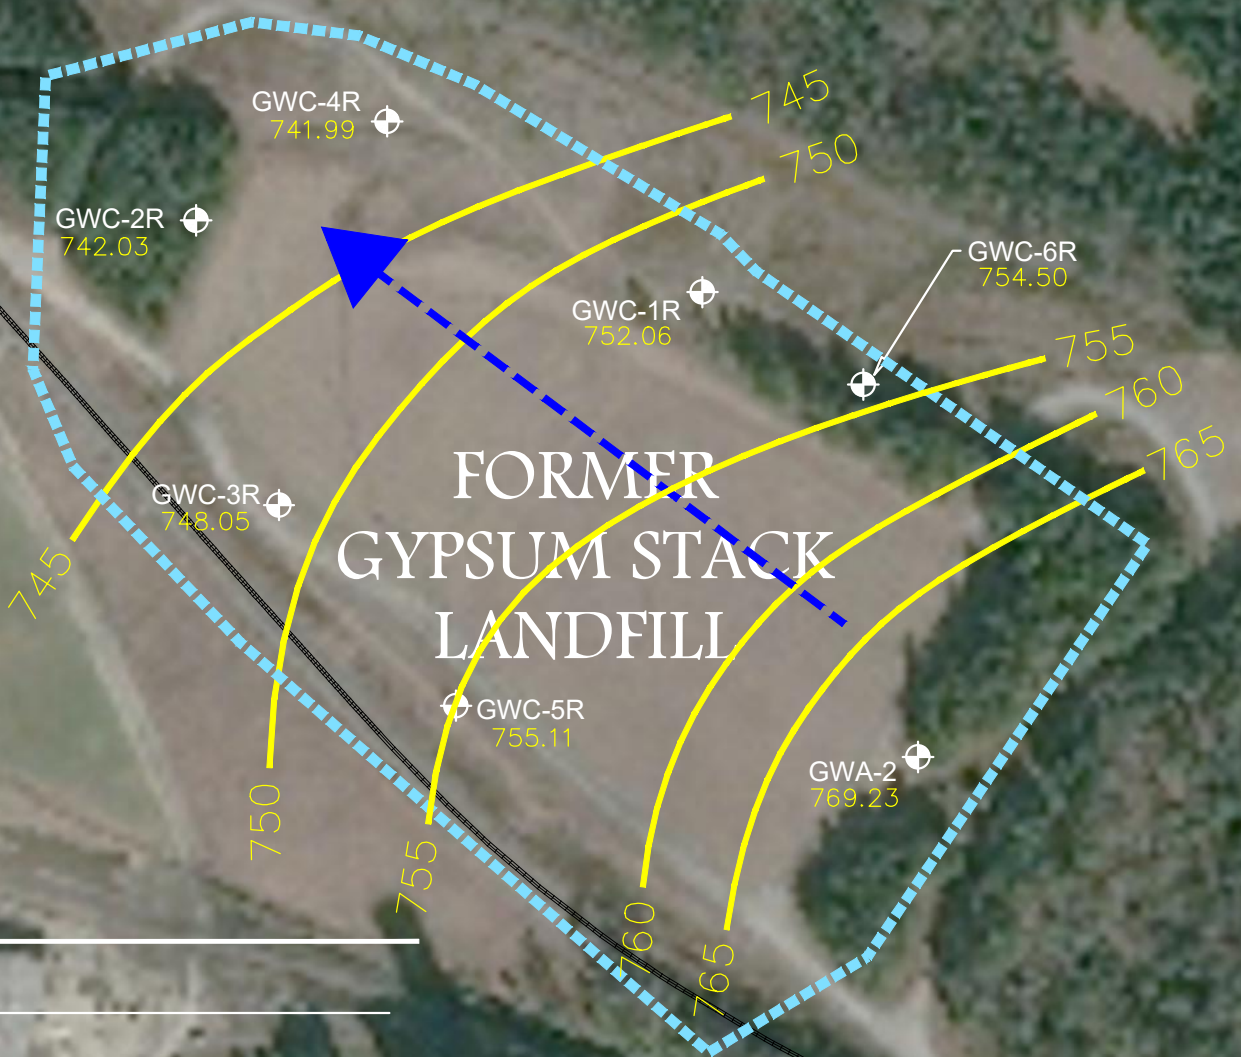 745
750
GWC-4R
741.99
GWC-2R
742.03
GWC-6R
754.50
GWC-1R
752.06
755
760
765
FORMER
GYPSUM STACK
LANDFILL
GWC-3R
748.05
745
GWC-5R
755.11
GWA-2
769.23
750
755
760
765